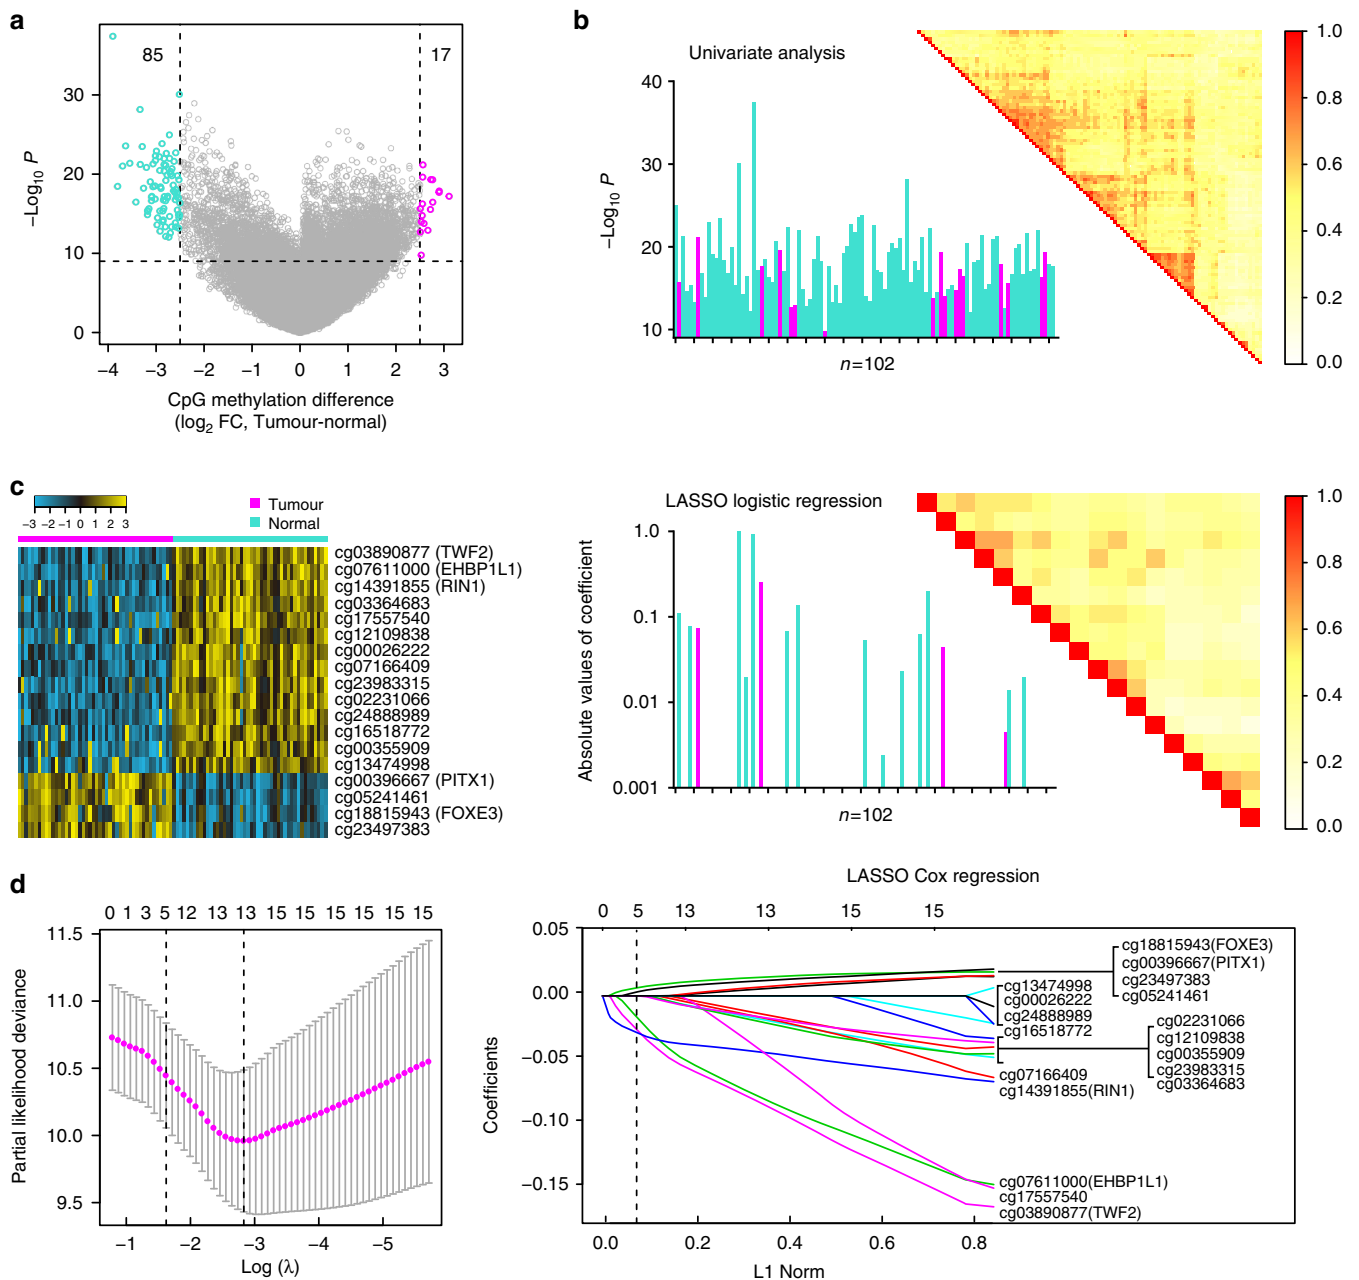 a
85
17
30
20
10
0
−Log10 P
−4 −3 −2 −1 0 1 2 3
CpG methylation difference
(log2 FC, Tumour-normal)
b
Univariate analysis
40
30
20
10
−Log10 P
n=102
1.0
0.8
0.6
0.4
0.2
0.0
c
−3 −2 −1 0 1 2 3
Tumour
Normal
cg03890877 (TWF2)
cg07611000 (EHBP1L1)
cg14391855 (RIN1)
cg03364683
cg17557540
cg12109838
cg00026222
cg07166409
cg23983315
cg02231066
cg24888989
cg16518772
cg00355909
cg13474998
cg00396667 (PITX1)
cg05241461
cg18815943 (FOXE3)
cg23497383
LASSO logistic regression
1.0
0.1
0.01
0.001
Absolute values of coefficient
n=102
1.0
0.8
0.6
0.4
0.2
0.0
d
0 1 3 5 12 13 13 15 15 15 15 15
11.5
11.0
10.5
10.0
9.5
Partial likelihood deviance
−1 −2 −3 −4 −5
Log (λ)
LASSO Cox regression
0 5 13 13 15 15
0.05
0.00
−0.05
−0.10
−0.15
Coefficients
cg18815943(FOXE3)
cg00396667(PITX1)
cg23497383
cg05241461
cg13474998
cg00026222
cg24888989
cg16518772
cg02231066
cg12109838
cg00355909
cg23983315
cg03364683
cg07166409
cg14391855(RIN1)
cg07611000(EHBP1L1)
cg17557540
cg03890877(TWF2)
0.0 0.2 0.4 0.6 0.8
L1 Norm